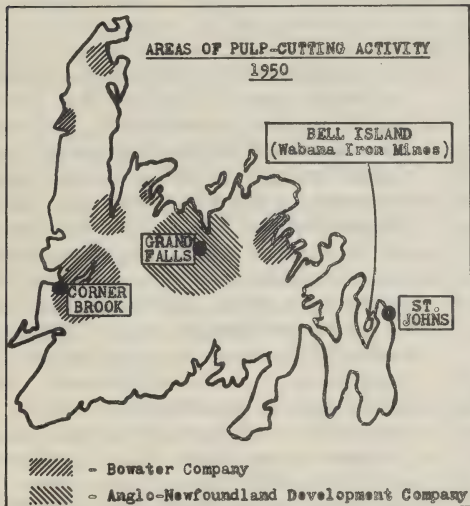 AREAS OF PULP-CUTTING ACTIVITY
1950
BELL ISLAND
(Wabana Iron Mines)
GRAND
FALLS
CORNER
BROOK
ST.
JOHNS
- Bowater Company
- Anglo-Newfoundland Development Company